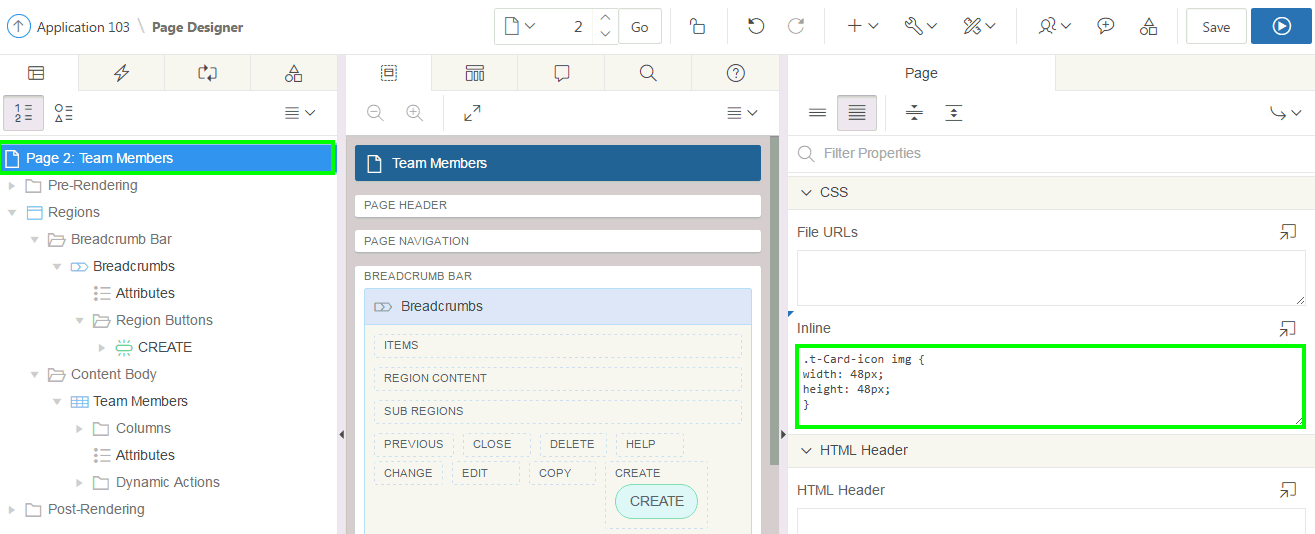 Application 103 \ Page Designer
2
Go
Save
Page 2: Team Members
Pre-Rendering
Regions
Breadcrumb Bar
Breadcrumbs
Attributes
Region Buttons
CREATE
Content Body
Team Members
Columns
Attributes
Dynamic Actions
Post-Rendering
Team Members
PAGE HEADER
PAGE NAVIGATION
BREADCRUMB BAR
Breadcrumbs
ITEMS
REGION CONTENT
SUB REGIONS
PREVIOUS CLOSE DELETE HELP
CHANGE EDIT COPY CREATE
CREATE
Page
Filter Properties
CSS
File URLs
Inline
.t-Card-icon img {
width: 48px;
height: 48px;
}
HTML Header
HTML Header